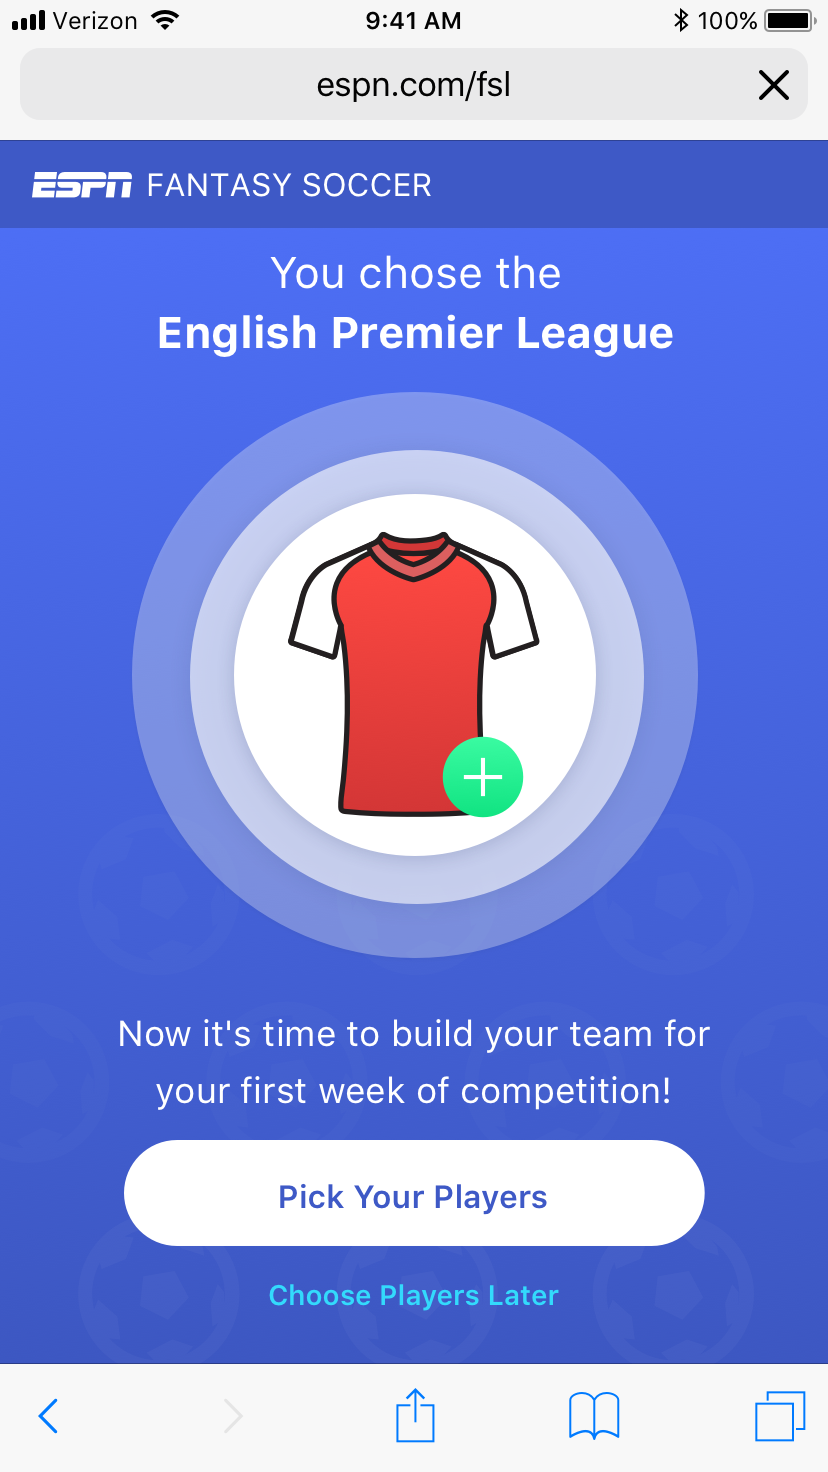 Verizon 9:41 AM 100%
espn.com/fsl
ESPN FANTASY SOCCER
You chose the
English Premier League
Now it's time to build your team for
your first week of competition!
Pick Your Players
Choose Players Later